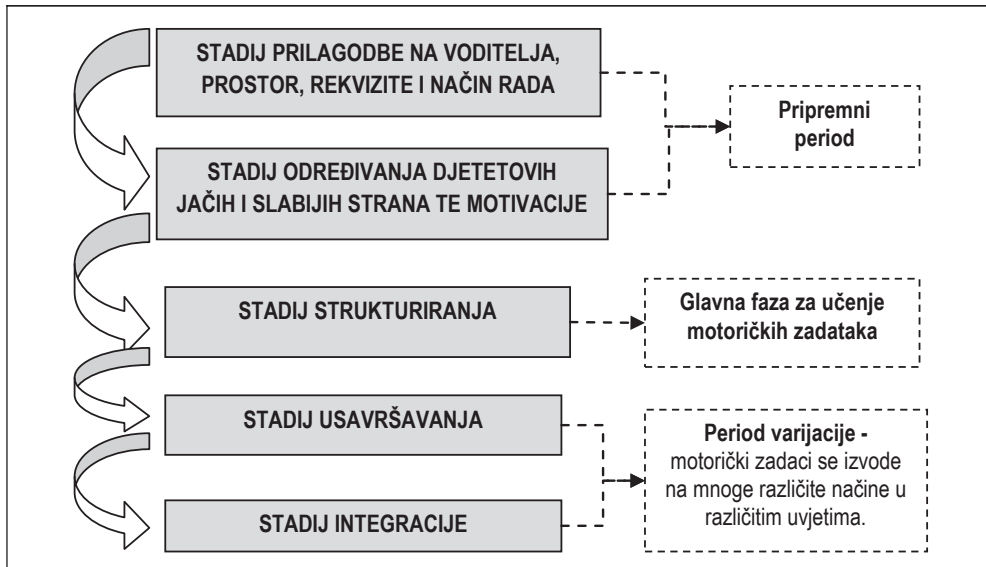 STADIJ PRILAGODBE NA VODITELJA,
PROSTOR, REKVIZITE I NAČIN RADA
Pripremni
period
STADIJ ODREĐIVANJA DJETETOVIH
JAČIH I SLABIJIH STRANA TE MOTIVACIJE
STADIJ STRUKTURIRANJA
Glavna faza za učenje
motoričkih zadataka
STADIJ USAVRŠAVANJA
Period varijacije -
motorički zadaci se izvode
na mnoge različite načine u
različitim uvjetima.
STADIJ INTEGRACIJE